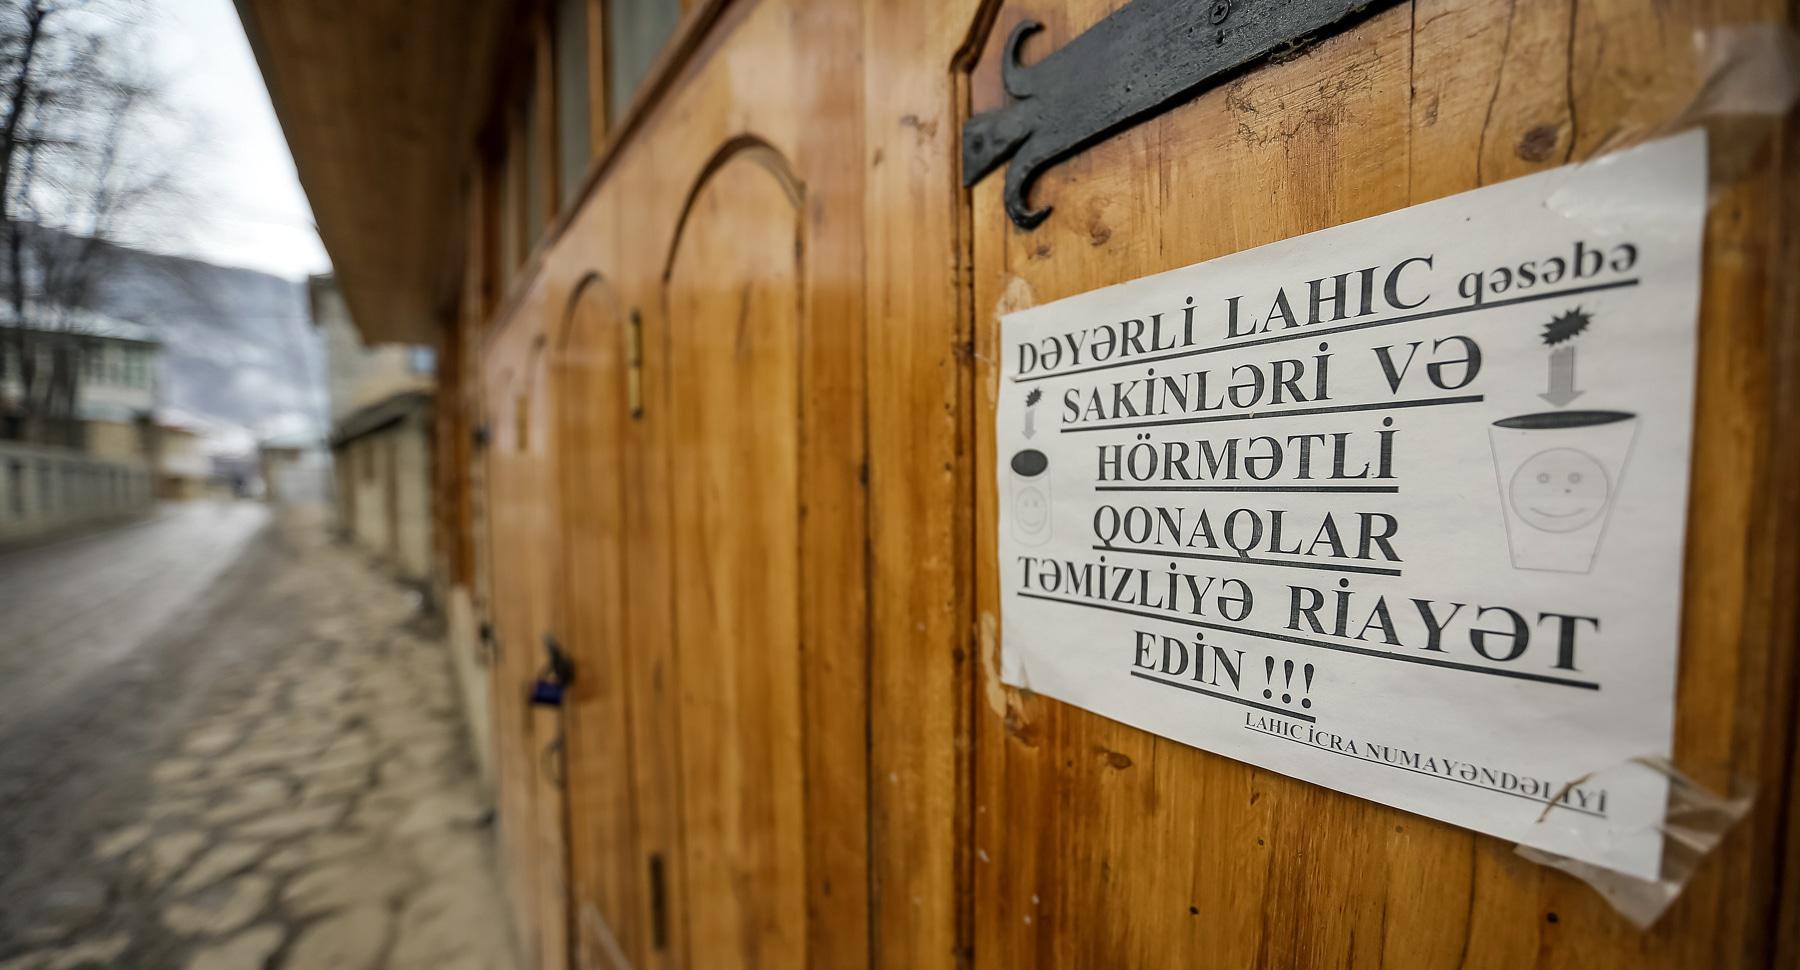 DƏYƏRLİ LAHIC qəsəbə
SAKİNLƏRİ VƏ
HÖRMƏTLİ
QONAQLAR
TƏMİZLİYƏ RİAYƏT
EDİN !!!
LAHIC İCRA NUMAYƏNDƏLİYİ